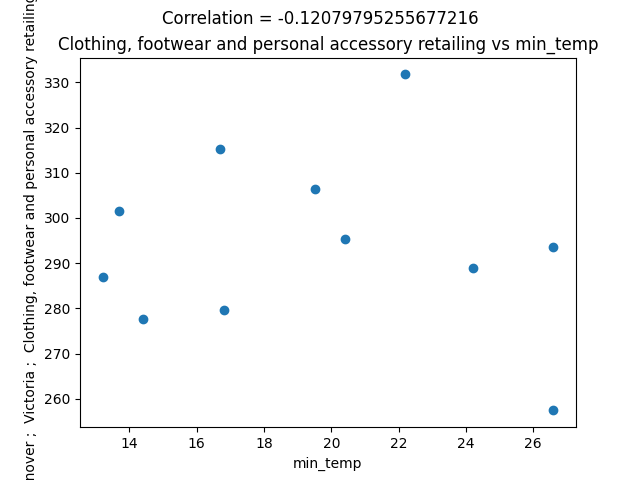 Correlation = -0.12079795255677216
Clothing, footwear and personal accessory retailing vs min_temp
nover ; Victoria ; Clothing, footwear and personal accessory retailing
330
320
310
300
290
280
270
260
14 16 18 20 22 24 26
min_temp